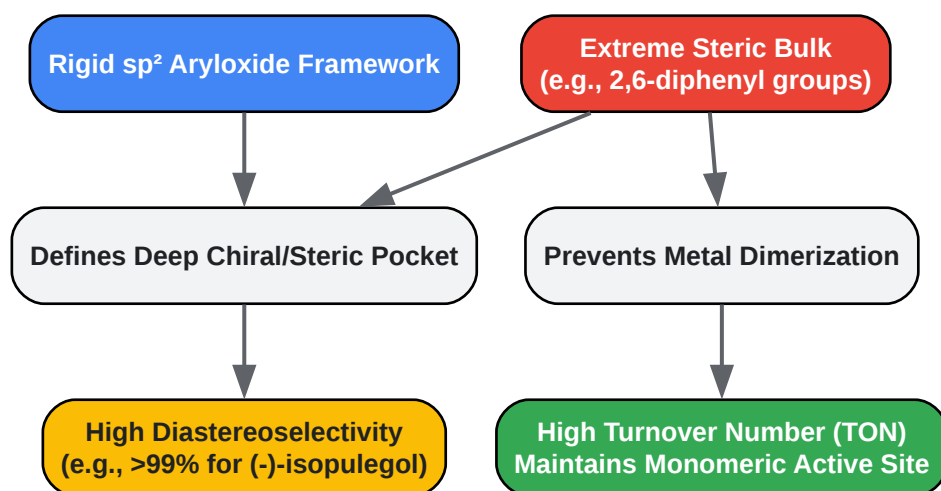 Rigid sp² Aryloxide Framework
Extreme Steric Bulk
(e.g., 2,6-diphenyl groups)
Defines Deep Chiral/Steric Pocket
Prevents Metal Dimerization
High Diastereoselectivity
(e.g., >99% for (-)-isopulegol)
High Turnover Number (TON)
Maintains Monomeric Active Site